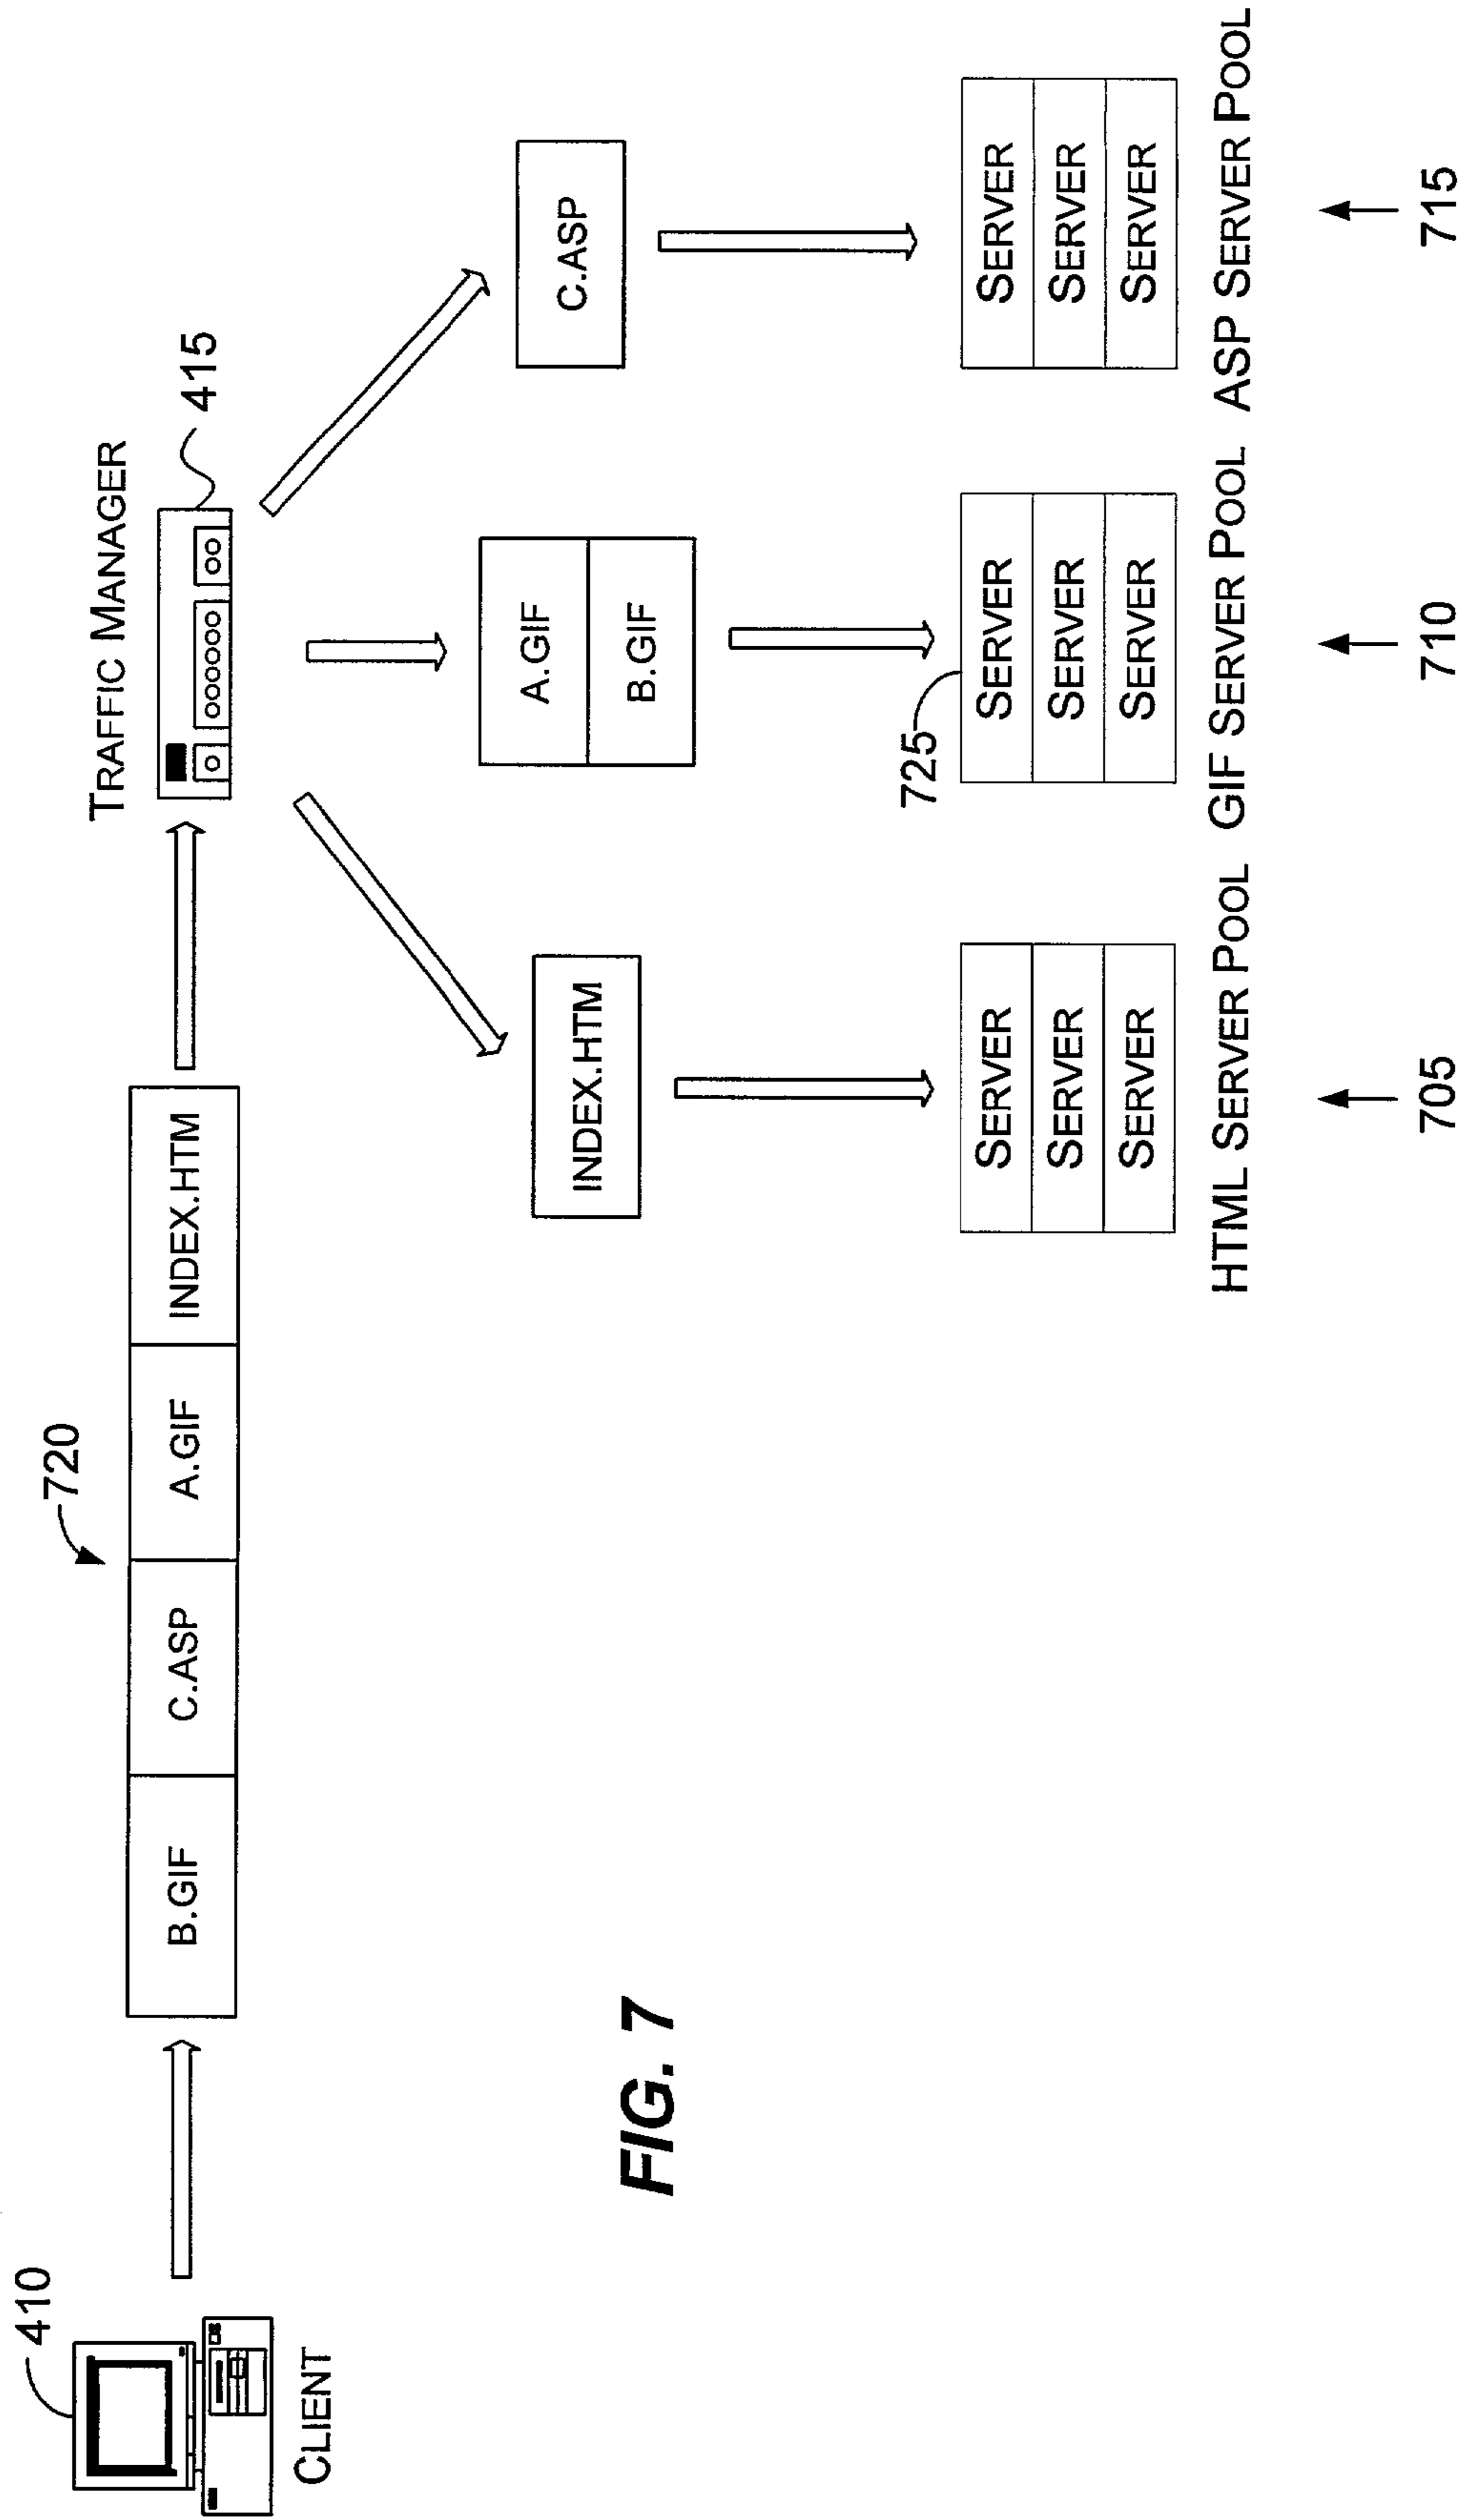 410
CLIENT
720
B.GIF
C.ASP
A.GIF
INDEX.HTM
TRAFFIC MANAGER
415
INDEX.HTM
A.GIF
B.GIF
C.ASP
725
SERVER
SERVER
SERVER
SERVER
SERVER
SERVER
SERVER
SERVER
SERVER
HTML SERVER POOL
GIF SERVER POOL
ASP SERVER POOL
705
710
715
FIG. 7